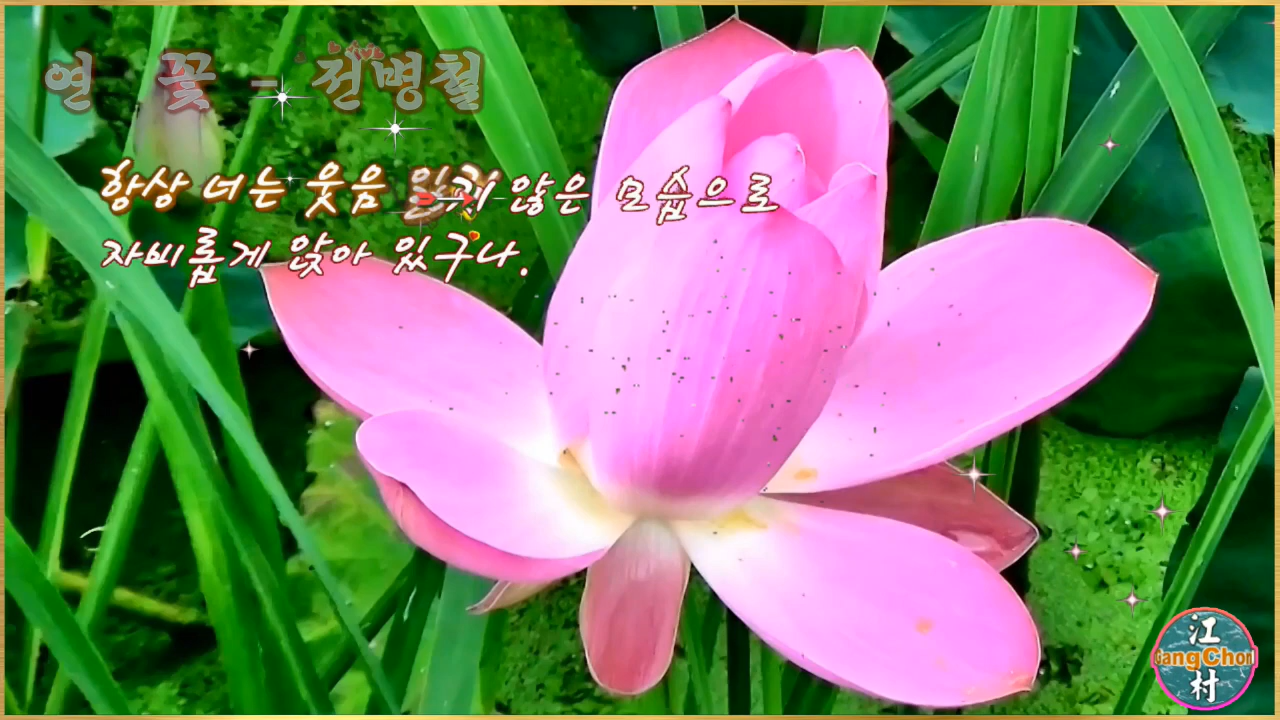 연 꽃 - 전병철
항상 너는 웃음 잃지 않은 모습으로
자비롭게 앉아 있구나.
江
GangChon
村